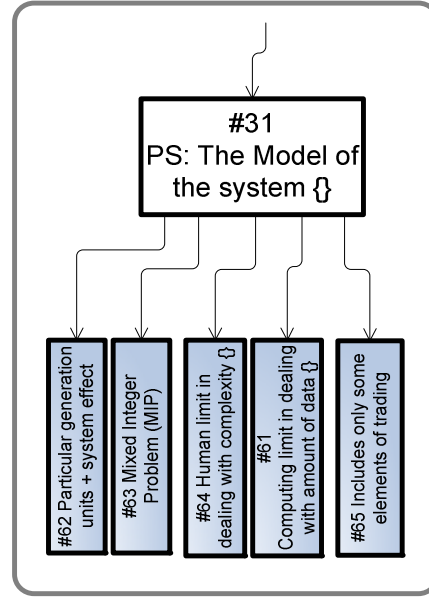 #31
PS: The Model of
the system {}
#62 Particular generation
units + system effect
#63 Mixed Integer
Problem (MIP)
#64 Human limit in
dealing with complexity {}
#61
Computing limit in dealing
with amount of data {}
#65 Includes only some
elements of trading